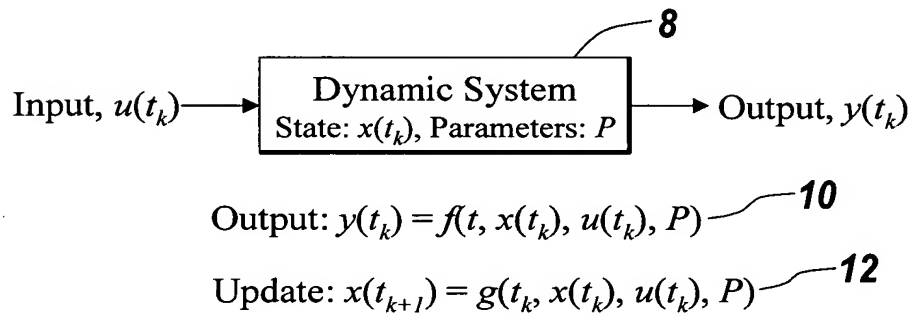 8
Dynamic System
Input, u(t_k)
State: x(t_k), Parameters: P
Output, y(t_k)
Output: y(t_k) = f(t, x(t_k), u(t_k), P) 10
Update: x(t_{k+1}) = g(t_k, x(t_k), u(t_k), P) 12